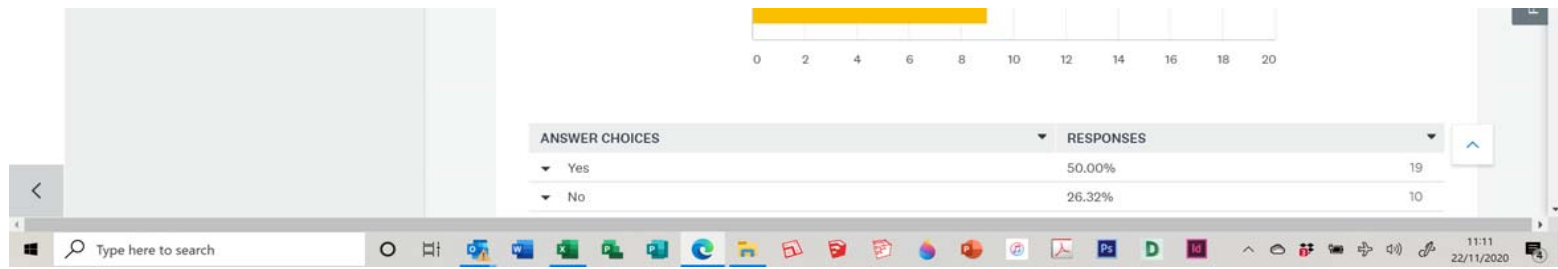 0 2 4 6 8 10 12 14 16 18 20
ANSWER CHOICES RESPONSES
Yes 50.00% 19
No 26.32% 10
Type here to search
11:11
22/11/2020